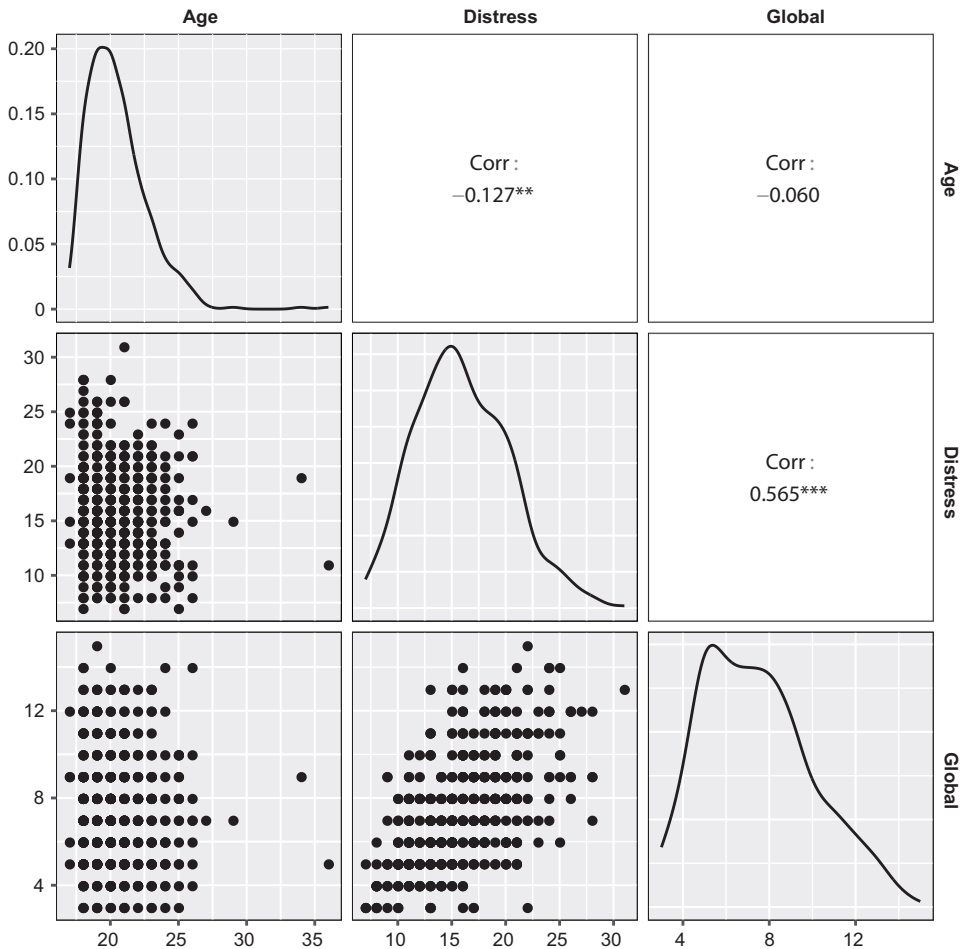 Age Distress Global
0.20
0.15
0.10
0.05
0
Corr :
−0.127**
Corr :
−0.060
Age
30
25
20
15
10
Corr :
0.565***
Distress
12
8
4
Global
20 25 30 35
10 15 20 25 30
4 8 12